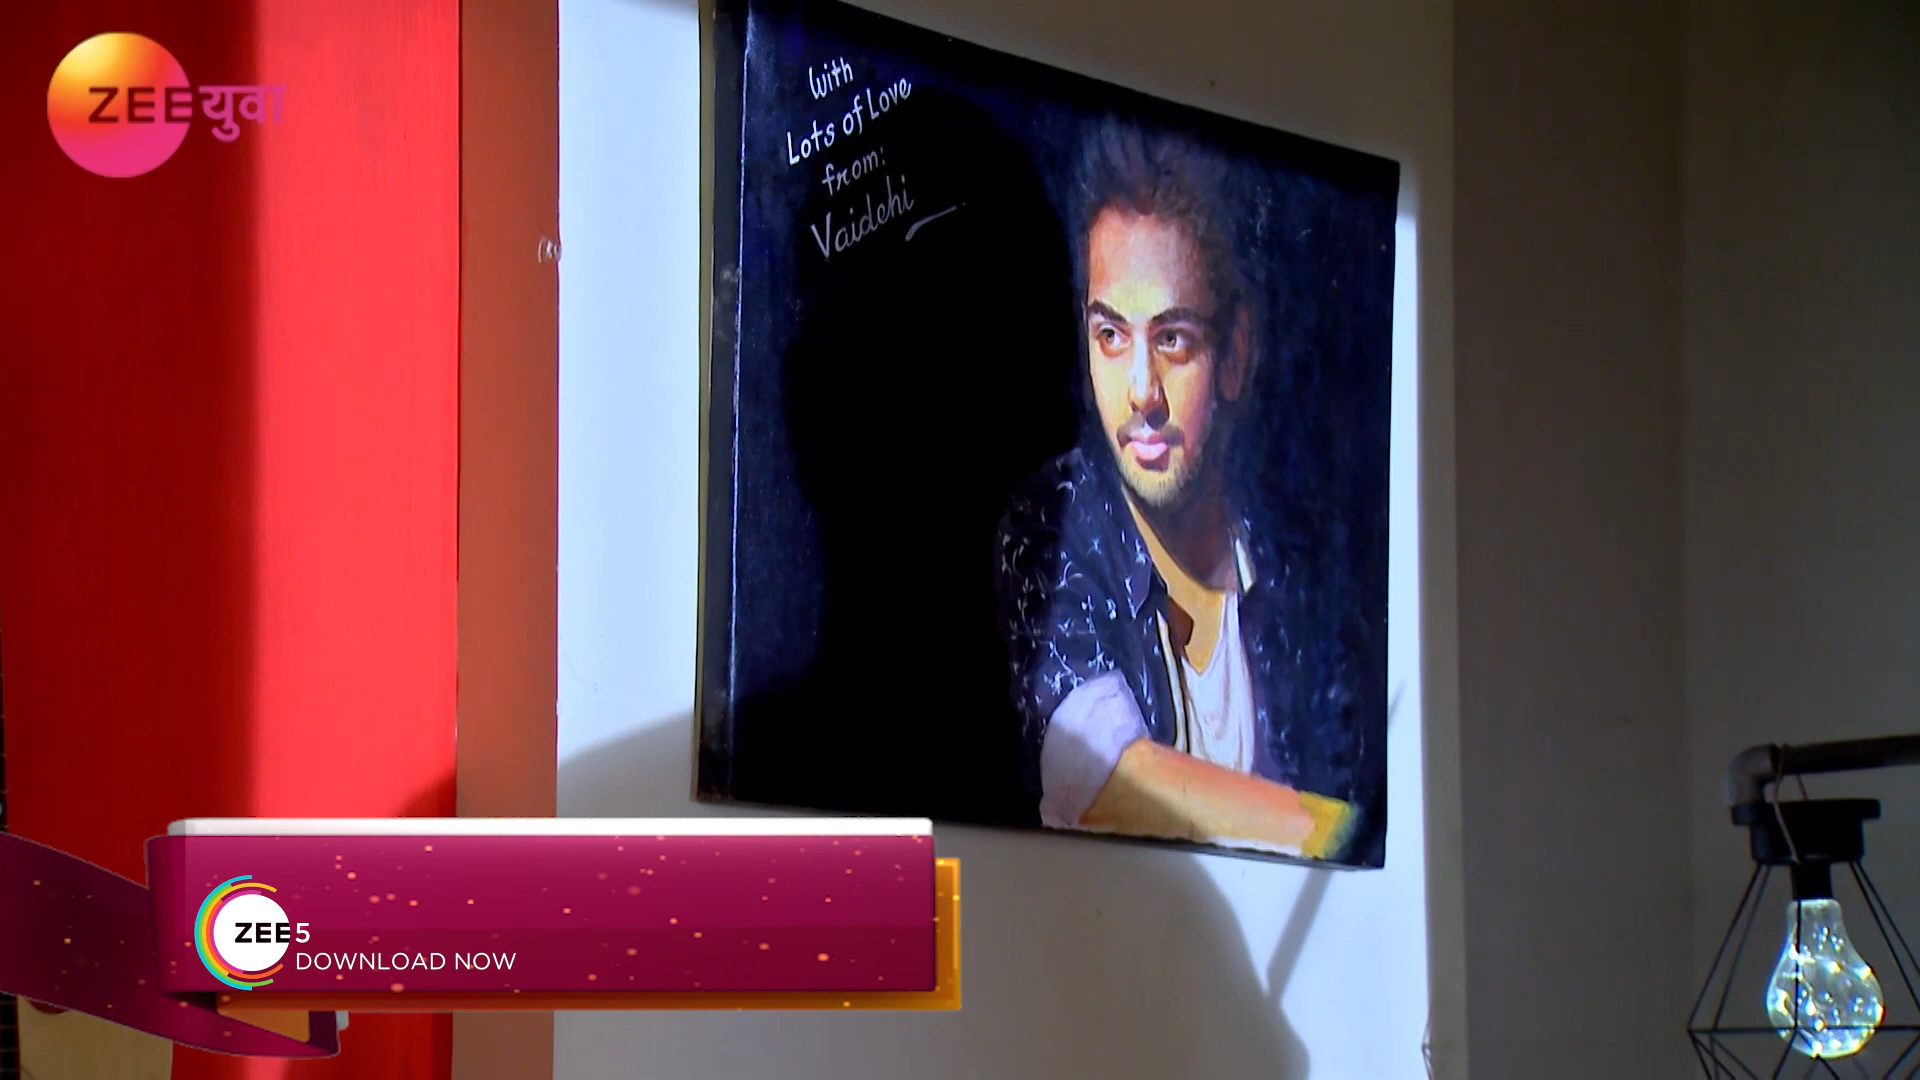 ZEE युवा
With
Lots of Love
from:
Vaidehi
ZEE5
DOWNLOAD NOW